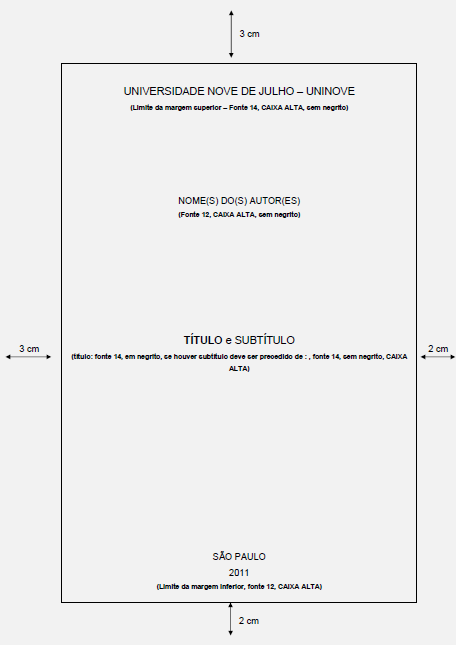 3 cm
UNIVERSIDADE NOVE DE JULHO – UNINOVE
(Limite da margem superior – Fonte 14, CAIXA ALTA, sem negrito)
NOME(S) DO(S) AUTOR(ES)
(Fonte 12, CAIXA ALTA, sem negrito)
TÍTULO e SUBTÍTULO
3 cm
2 cm
(título: fonte 14, em negrito, se houver subtítulo deve ser precedido de : , fonte 14, sem negrito, CAIXA
ALTA)
SÃO PAULO
2011
(Limite da margem inferior, fonte 12, CAIXA ALTA)
2 cm